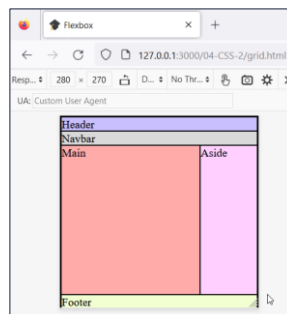 Flexbox
127.0.0.1:3000/04-CSS-2/grid.html
Resp... 280 × 270 D... No Thr...
UA: Custom User Agent
Header
Navbar
Main Aside
Footer